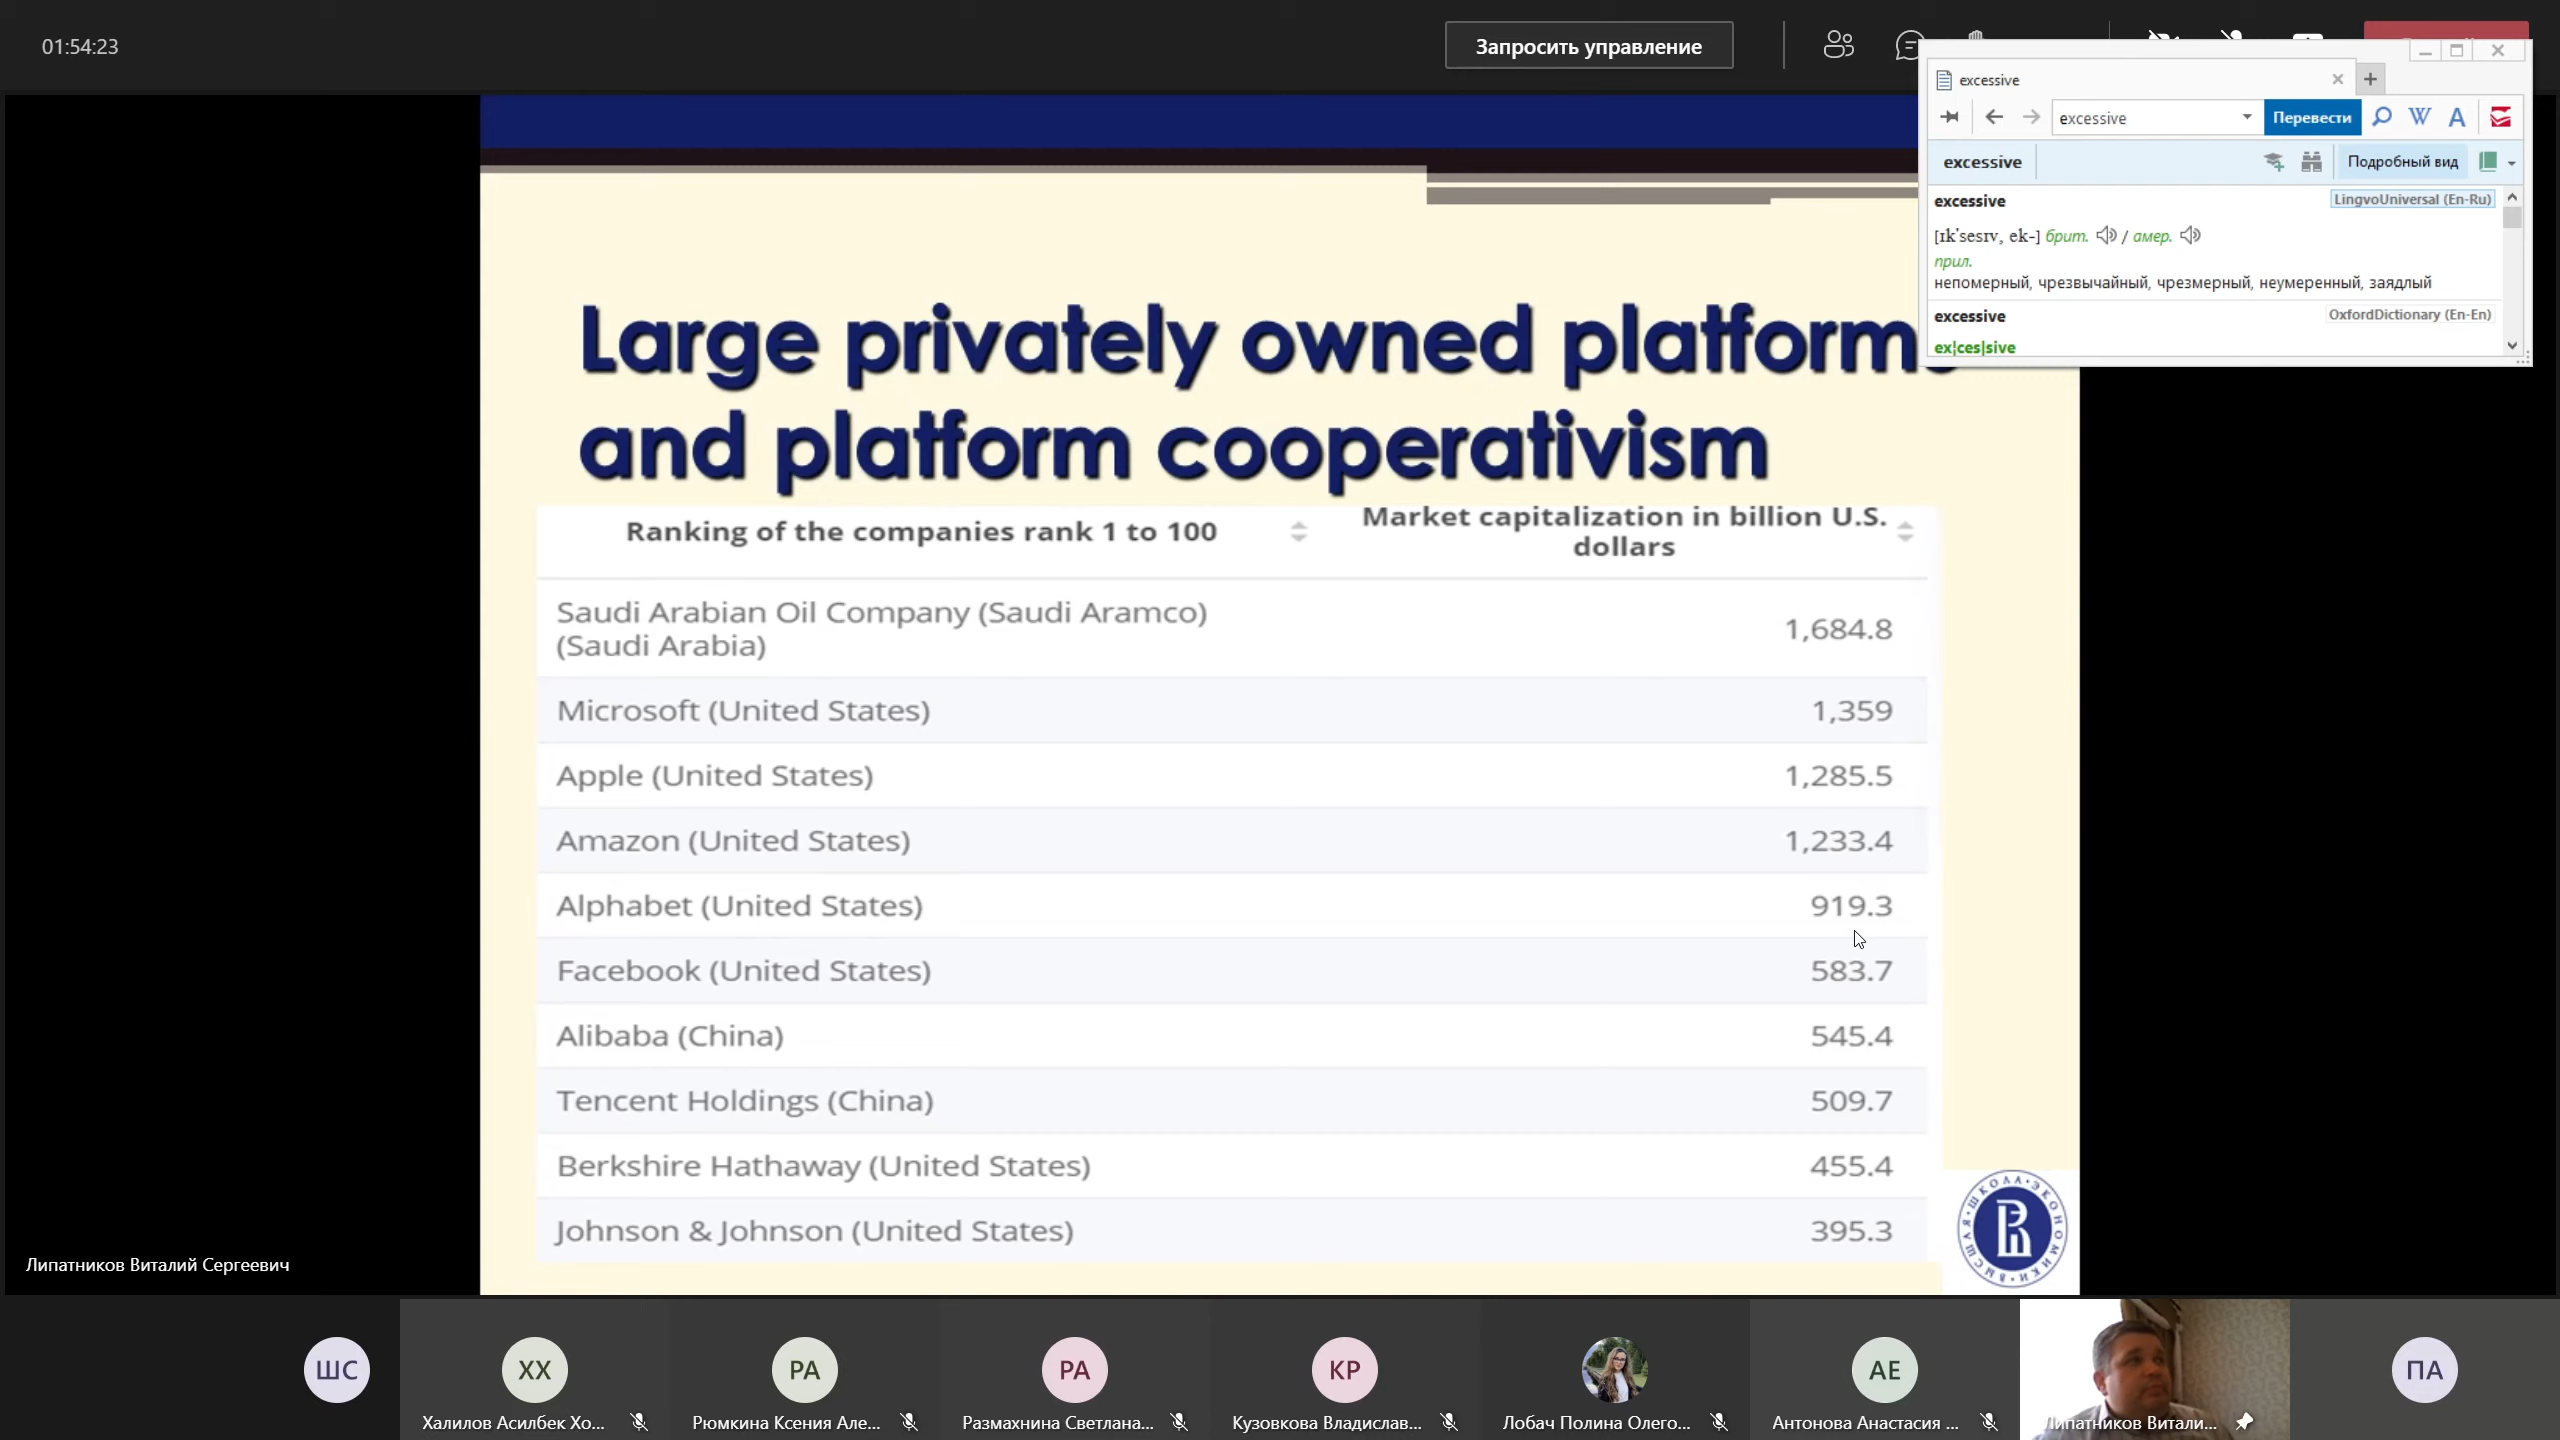 01:54:23
Запросить управление
excessive
excessive
Перевести
W
A
excessive
Подробный вид
excessive
LingvoUniversal (En-Ru)
[ɪk'sesɪv, ek-] брит. / амер.
прил.
непомерный, чрезвычайный, чрезмерный, неумеренный, заядлый
excessive
OxfordDictionary (En-En)
ex¦ces|sive
Large privately owned platform
and platform cooperativism
Ranking of the companies rank 1 to 100
Market capitalization in billion U.S.
dollars
Saudi Arabian Oil Company (Saudi Aramco)
(Saudi Arabia)
1,684.8
Microsoft (United States)
1,359
Apple (United States)
1,285.5
Amazon (United States)
1,233.4
Alphabet (United States)
919.3
Facebook (United States)
583.7
Alibaba (China)
545.4
Tencent Holdings (China)
509.7
Berkshire Hathaway (United States)
455.4
Johnson & Johnson (United States)
395.3
ВЫСШАЯ ШКОЛА ЭКОНОМИКИ
Липатников Виталий Сергеевич
ШС
ХХ
РА
РА
КР
АЕ
ПА
Халилов Асилбек Хо...
Рюмкина Ксения Але...
Размахнина Светлана...
Кузовкова Владислав...
Лобач Полина Олего...
Антонова Анастасия ...
Липатников Витали...